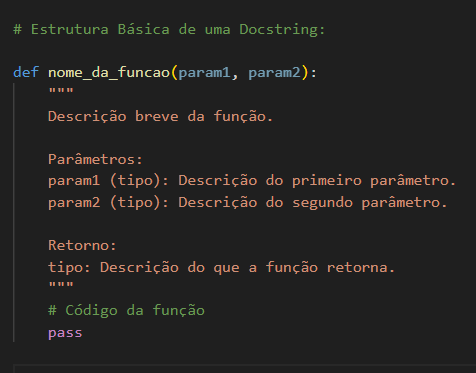 # Estrutura Básica de uma Docstring:
def nome_da_funcao(param1, param2):
"""
Descrição breve da função.
Parâmetros:
param1 (tipo): Descrição do primeiro parâmetro.
param2 (tipo): Descrição do segundo parâmetro.
Retorno:
tipo: Descrição do que a função retorna.
"""
# Código da função
pass